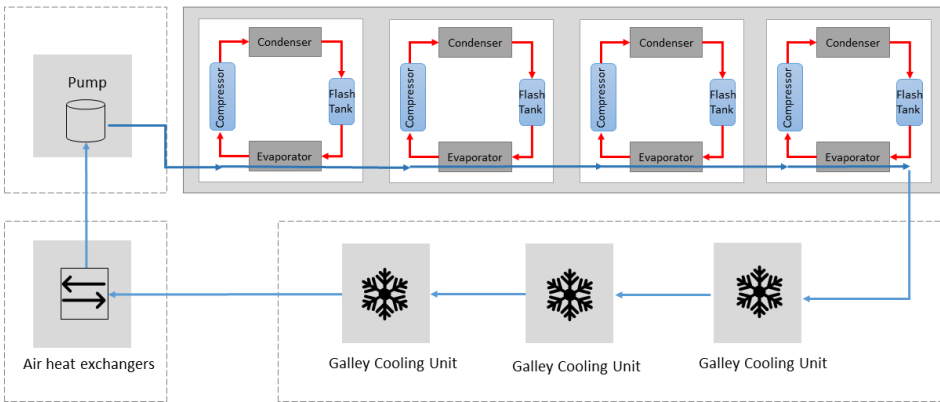 Pump
Condenser
Compressor
Flash
Tank
Evaporator
Condenser
Compressor
Flash
Tank
Evaporator
Condenser
Compressor
Flash
Tank
Evaporator
Condenser
Compressor
Flash
Tank
Evaporator
Air heat exchangers
Galley Cooling Unit
Galley Cooling Unit
Galley Cooling Unit